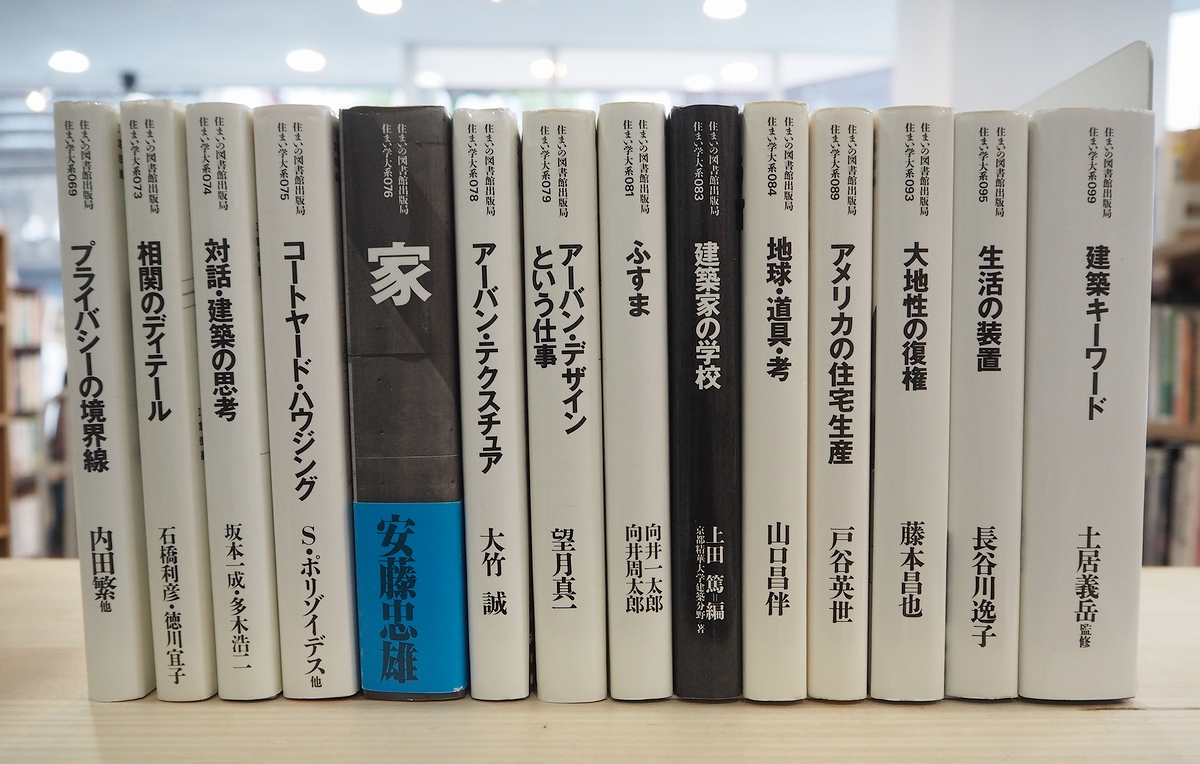 住まいの図書館出版局
住まい学大系069
プライバシーの境界線
内田繁他
住まいの図書館出版局
住まい学大系073
相関のディテール
石橋利彦・徳川宜子
住まいの図書館出版局
住まい学大系074
対話・建築の思考
坂本一成・多木浩二
住まいの図書館出版局
住まい学大系075
コートヤード・ハウジング
S・ポリゾイデス他
住まいの図書館出版局
住まい学大系076
家
安藤忠雄
住まいの図書館出版局
住まい学大系078
アーバン・テクスチュア
大竹 誠
住まいの図書館出版局
住まい学大系079
アーバン・デザイン
という仕事
望月真一
住まいの図書館出版局
住まい学大系081
ふすま
向井一太郎
向井周太郎
住まいの図書館出版局
住まい学大系083
建築家の学校
上田 篤=編
京都精華大学建築分野 著
住まいの図書館出版局
住まい学大系084
地球・道具・考
山口昌伴
住まいの図書館出版局
住まい学大系089
アメリカの住宅生産
戸谷英世
住まいの図書館出版局
住まい学大系093
大地性の復権
藤本昌也
住まいの図書館出版局
住まい学大系095
生活の装置
長谷川逸子
住まいの図書館出版局
住まい学大系099
建築キーワード
土居義岳 監修